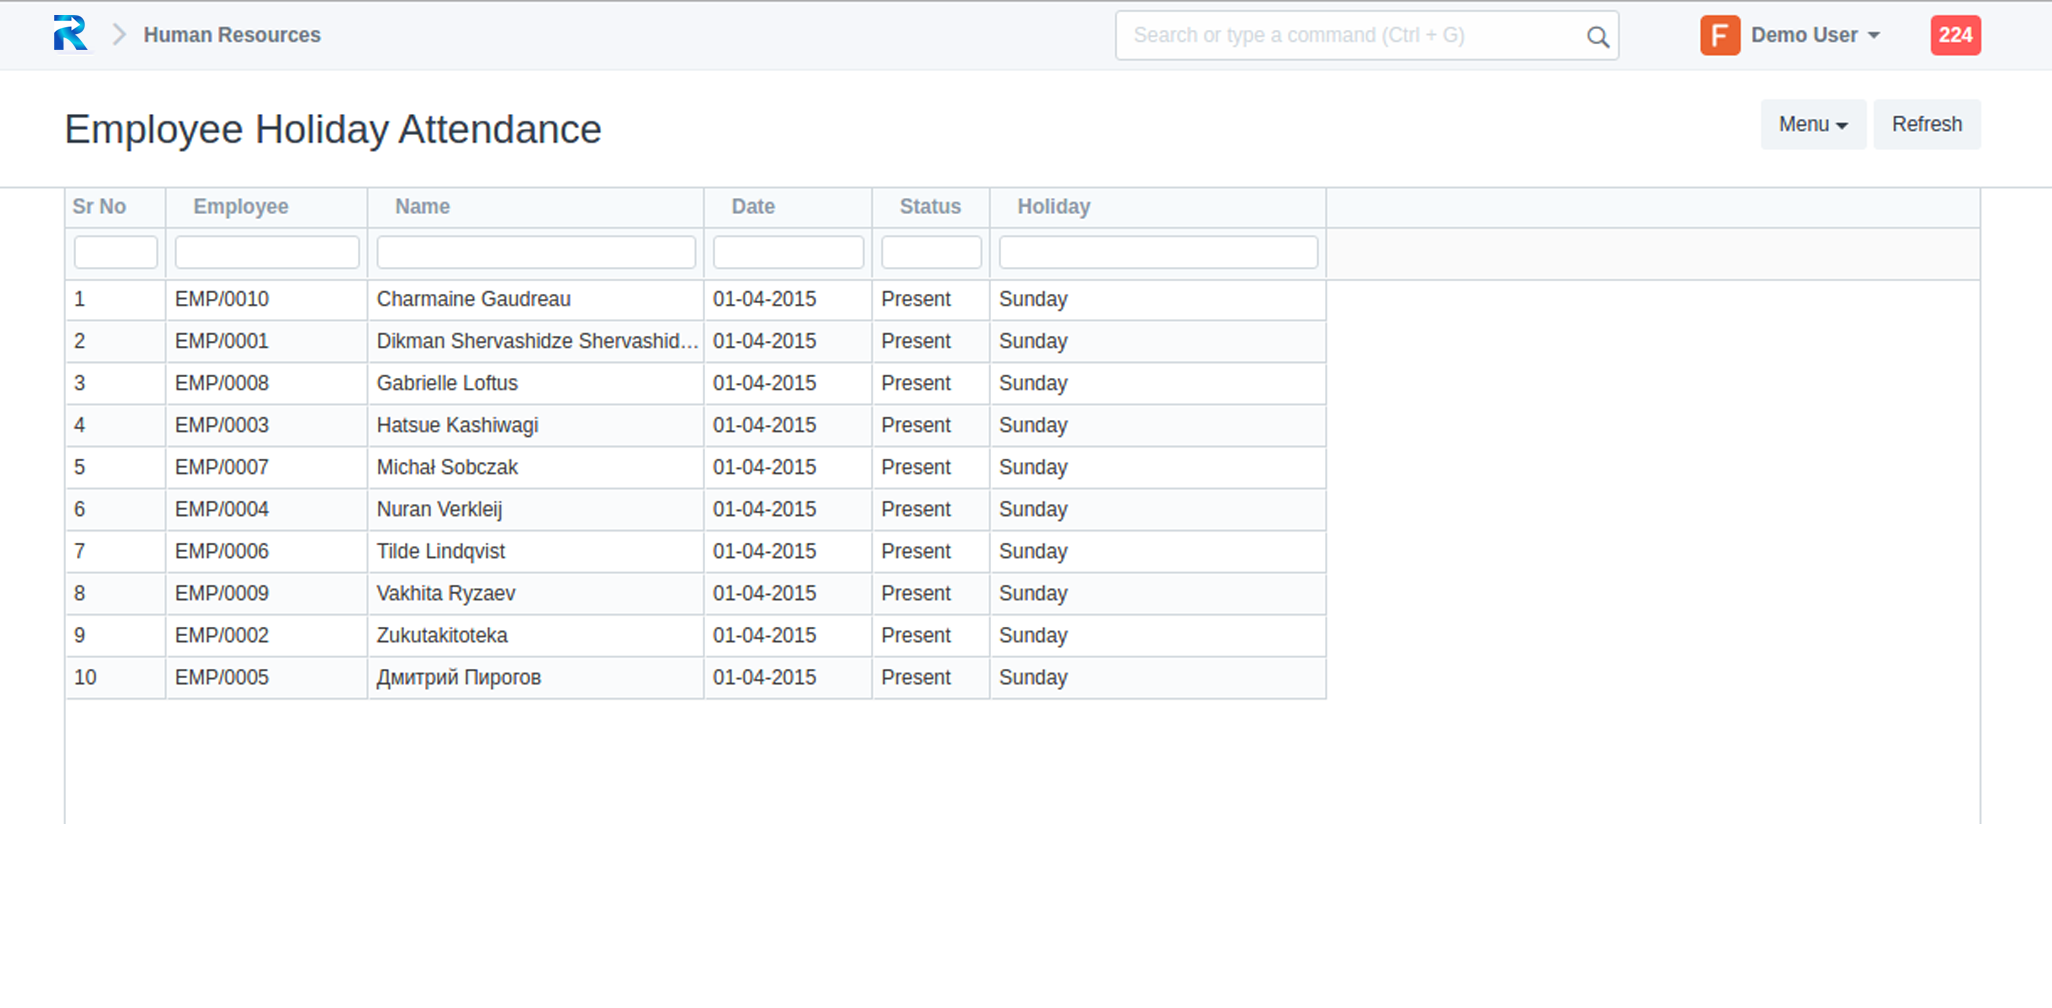 Human Resources Search or type a command (Ctrl + G) F Demo User 224
Employee Holiday Attendance Menu Refresh
Sr No Employee Name Date Status Holiday
1 EMP/0010 Charmaine Gaudreau 01-04-2015 Present Sunday
2 EMP/0001 Dikman Shervashidze Shervashid... 01-04-2015 Present Sunday
3 EMP/0008 Gabrielle Loftus 01-04-2015 Present Sunday
4 EMP/0003 Hatsue Kashiwagi 01-04-2015 Present Sunday
5 EMP/0007 Michał Sobczak 01-04-2015 Present Sunday
6 EMP/0004 Nuran Verkleij 01-04-2015 Present Sunday
7 EMP/0006 Tilde Lindqvist 01-04-2015 Present Sunday
8 EMP/0009 Vakhita Ryzaev 01-04-2015 Present Sunday
9 EMP/0002 Zukutakitoteka 01-04-2015 Present Sunday
10 EMP/0005 Дмитрий Пирогов 01-04-2015 Present Sunday